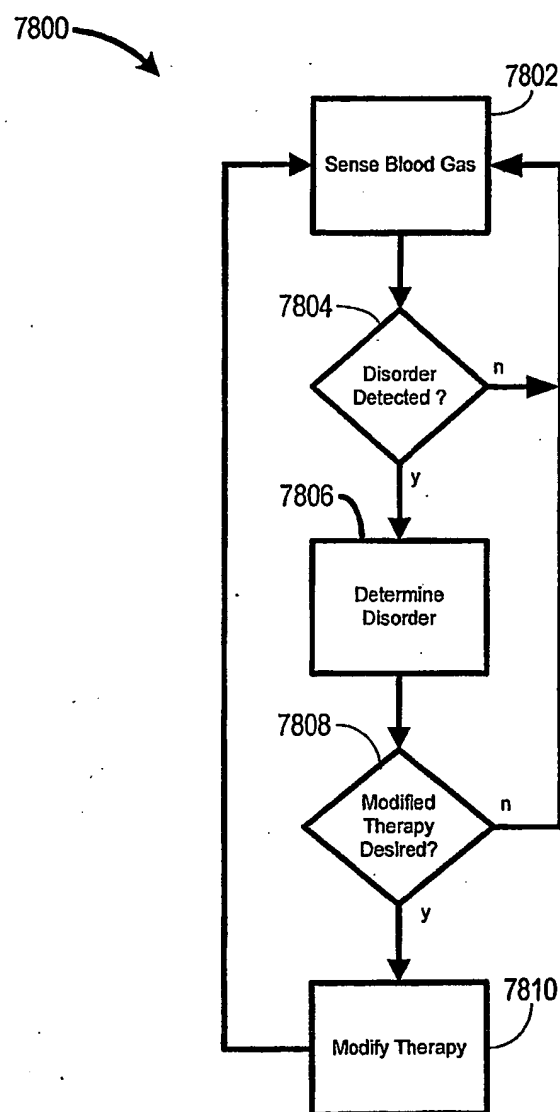 7800
7802
Sense Blood Gas
7804
Disorder
Detected ?
n
y
7806
Determine
Disorder
7808
Modified
Therapy
Desired?
n
y
7810
Modify Therapy